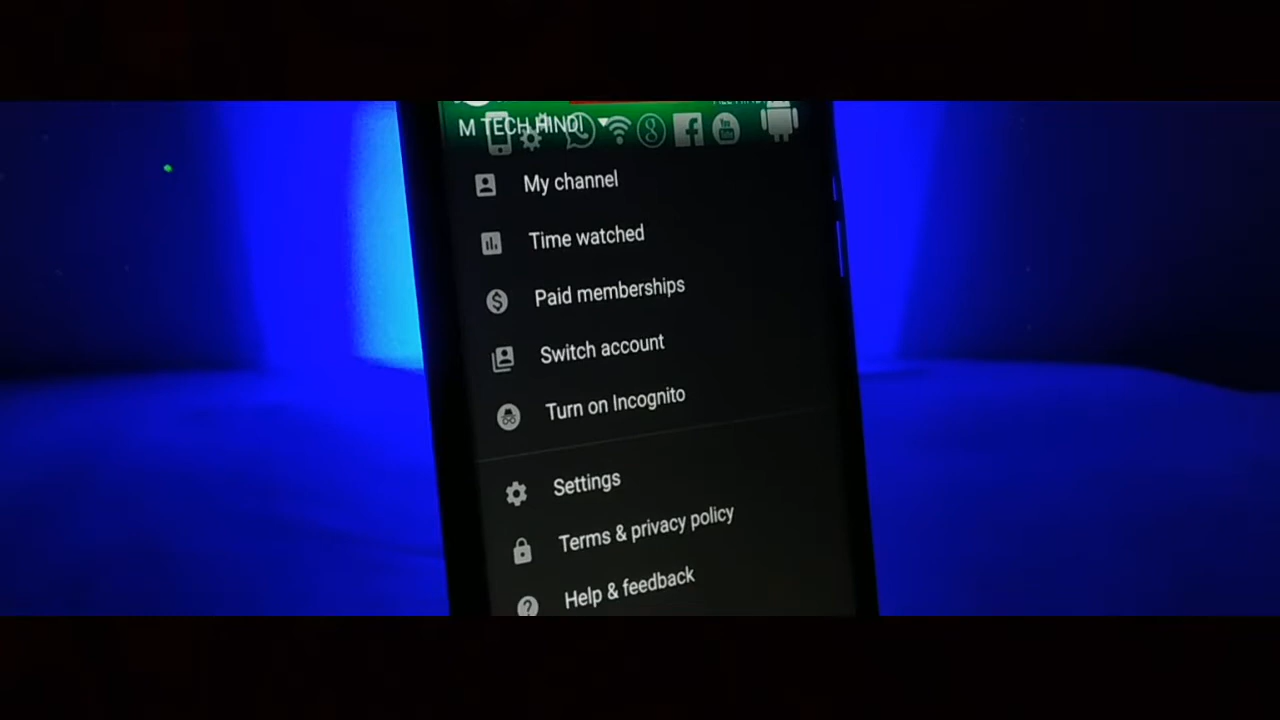 M TECH HINDI
My channel
Time watched
Paid memberships
Switch account
Turn on Incognito
Settings
Terms & privacy policy
Help & feedback